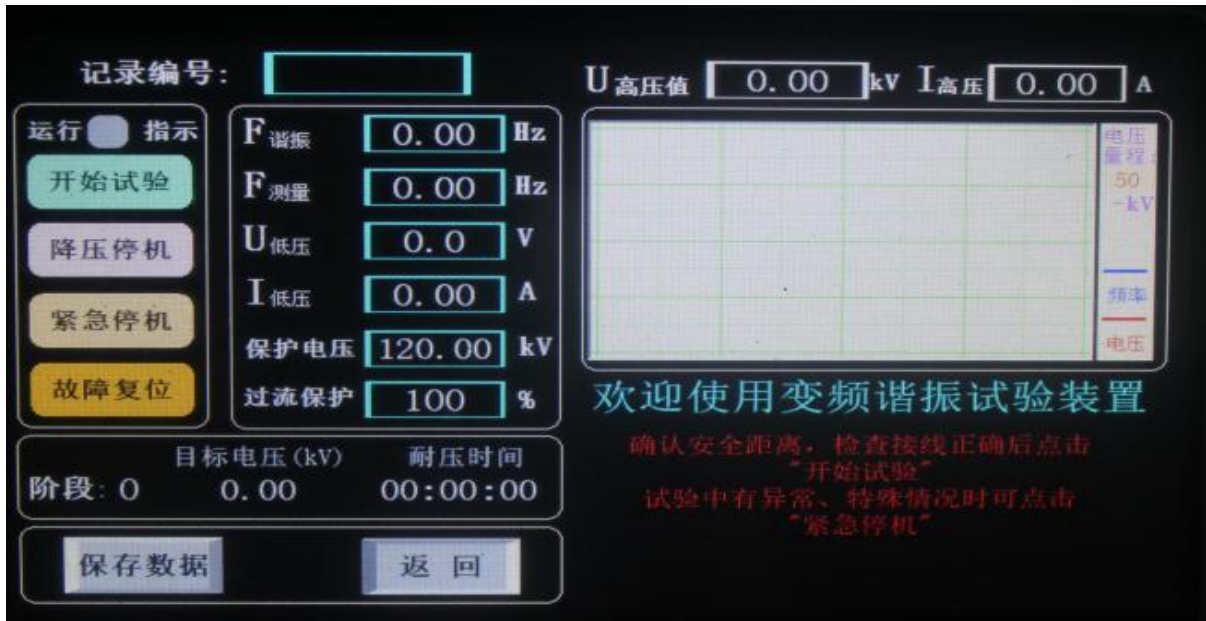 记录编号:
U高压值 0.00 kV I高压 0.00 A
运行 指示
开始试验
降压停机
紧急停机
故障复位
F谐振 0.00 Hz
F测量 0.00 Hz
U低压 0.0 V
I低压 0.00 A
保护电压 120.00 kV
过流保护 100 %
电压
量程:
50
-kV
频率
电压
欢迎使用变频谐振试验装置
确认安全距离,检查接线正确后点击
"开始试验"
试验中有异常、特殊情况时可点击
"紧急停机"
目标电压(kV) 耐压时间
阶段: 0 0.00 00:00:00
保存数据 返 回